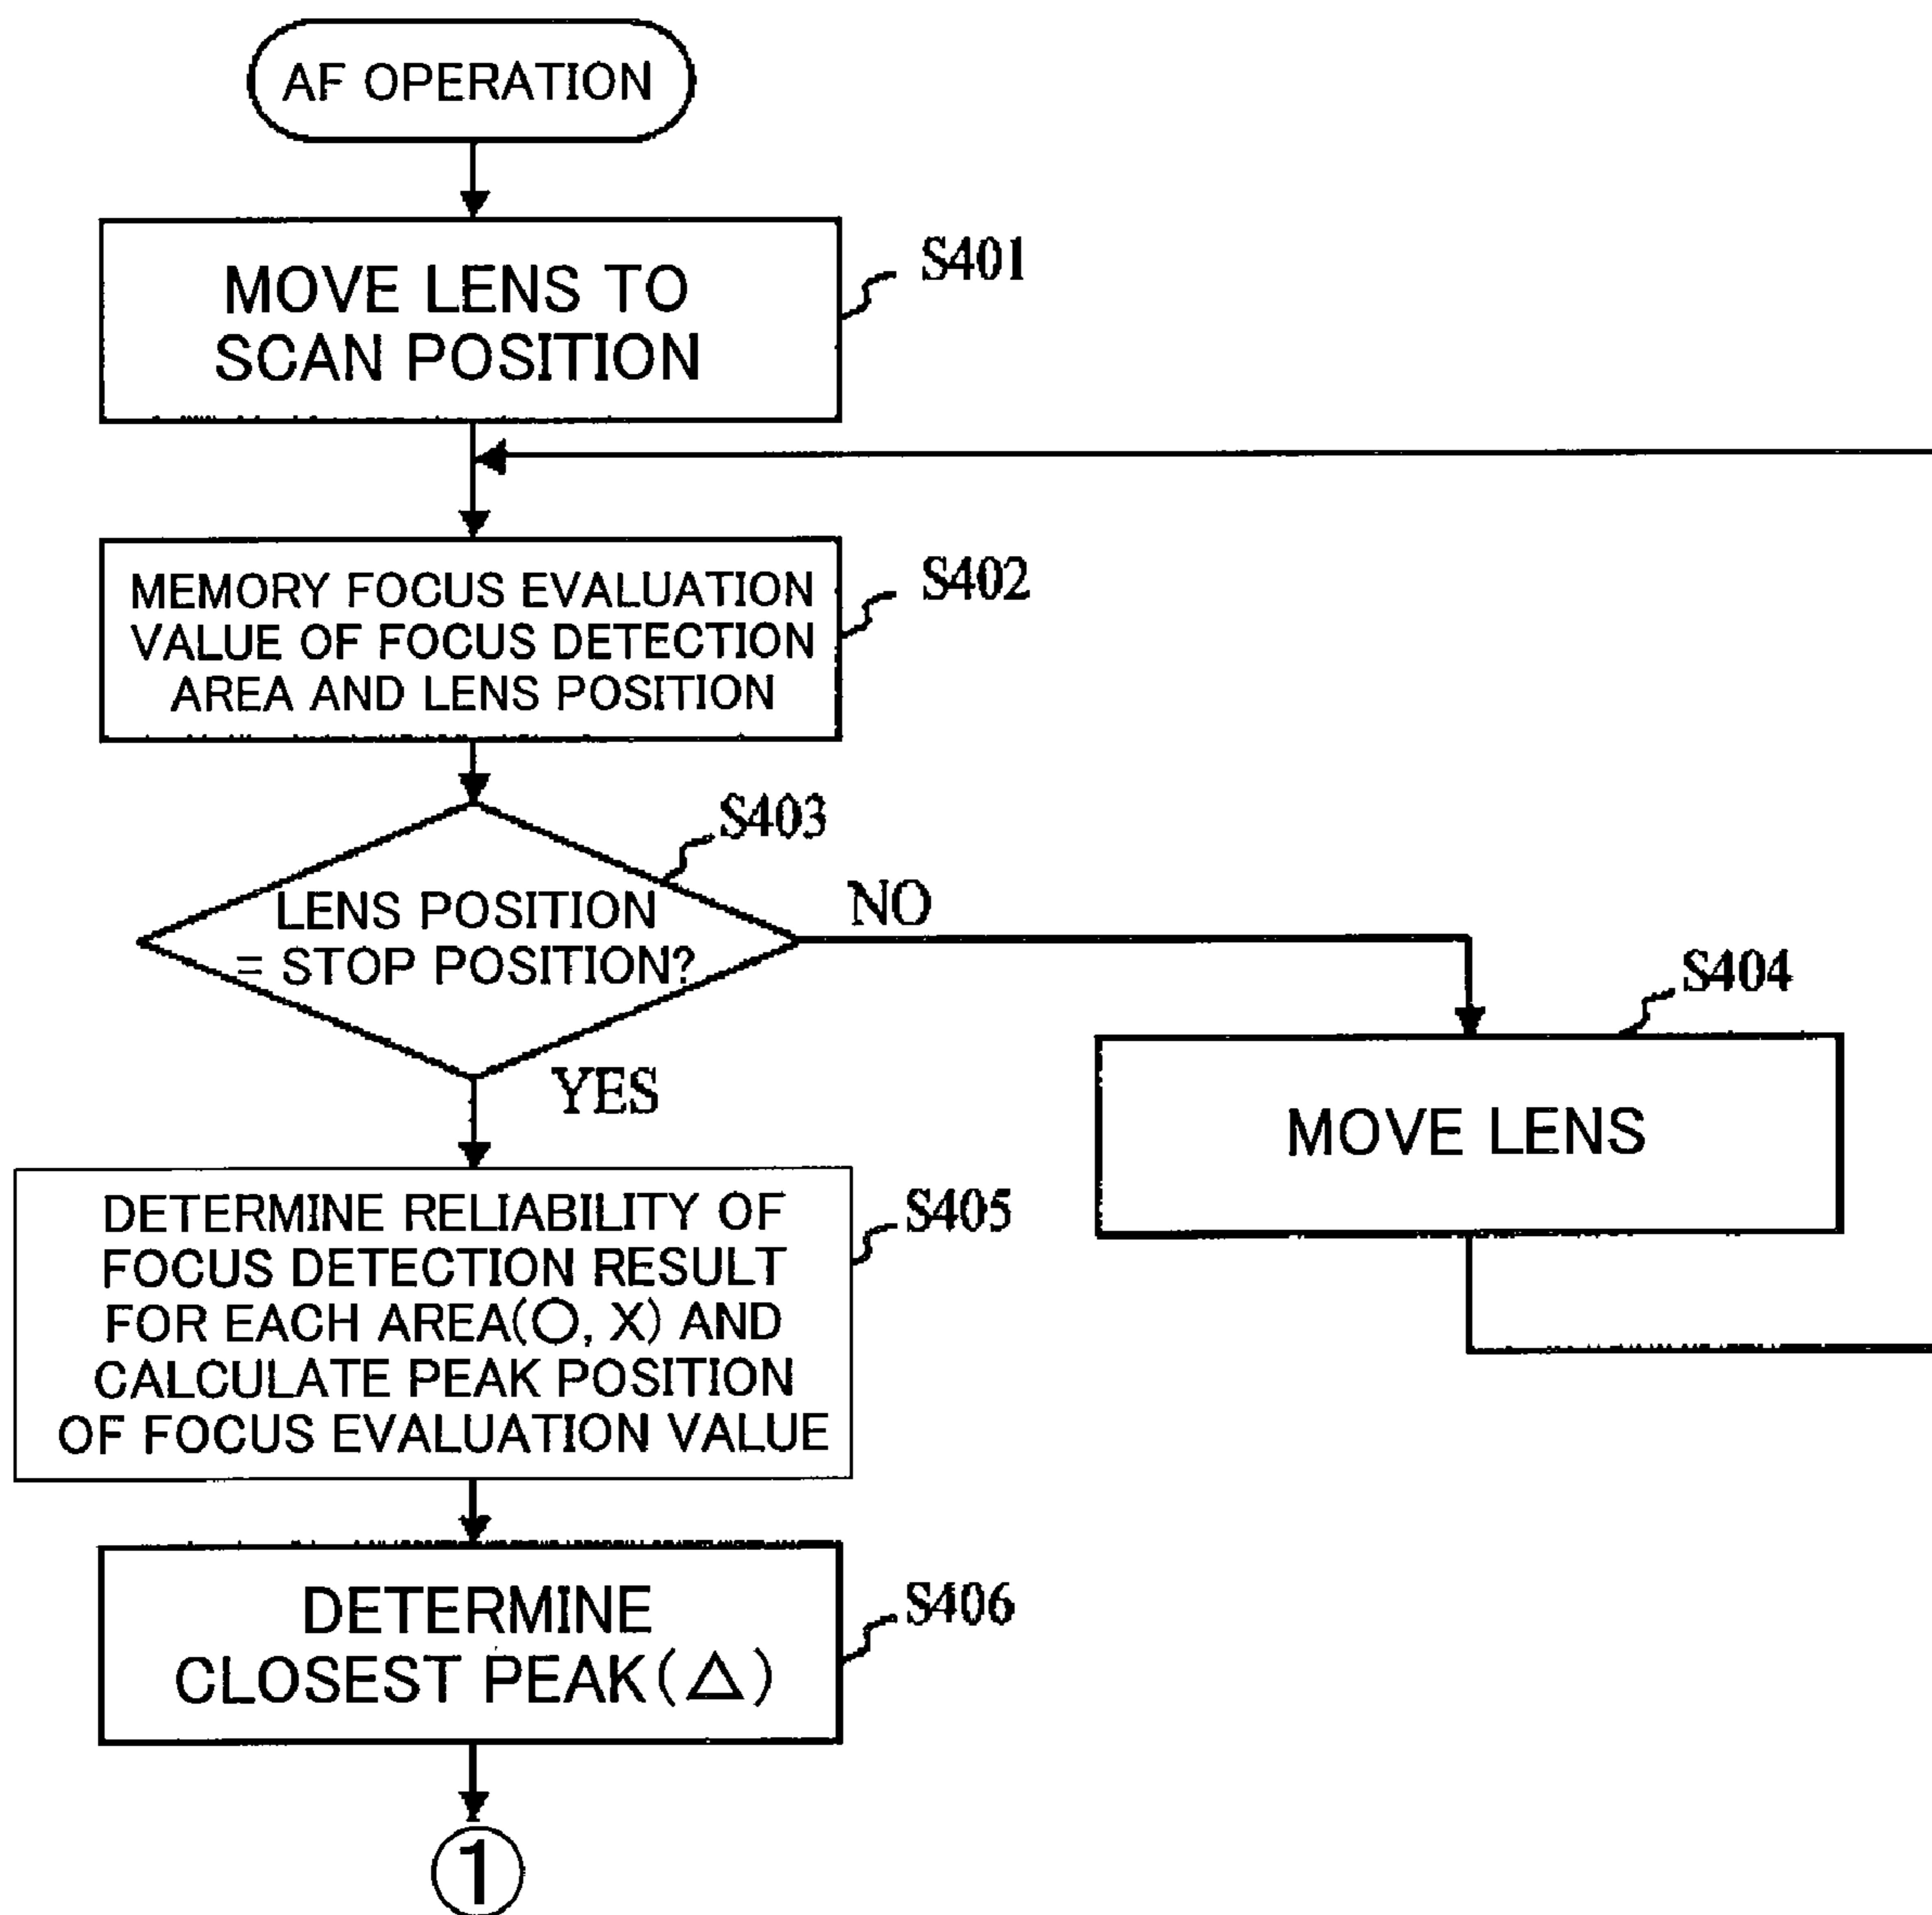 AF OPERATION
MOVE LENS TO
SCAN POSITION
S401
MEMORY FOCUS EVALUATION
VALUE OF FOCUS DETECTION
AREA AND LENS POSITION
S402
S403
LENS POSITION
= STOP POSITION?
NO
YES
S404
MOVE LENS
DETERMINE RELIABILITY OF
FOCUS DETECTION RESULT
FOR EACH AREA(○, X) AND
CALCULATE PEAK POSITION
OF FOCUS EVALUATION VALUE
S405
DETERMINE
CLOSEST PEAK(△)
S406
①